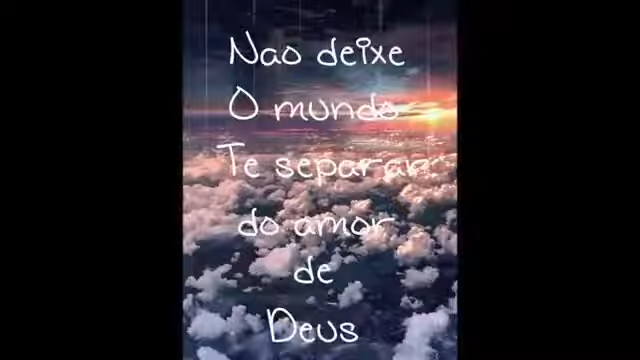 Nao deixe
O mundo
Te separar
do amor
de
Deus